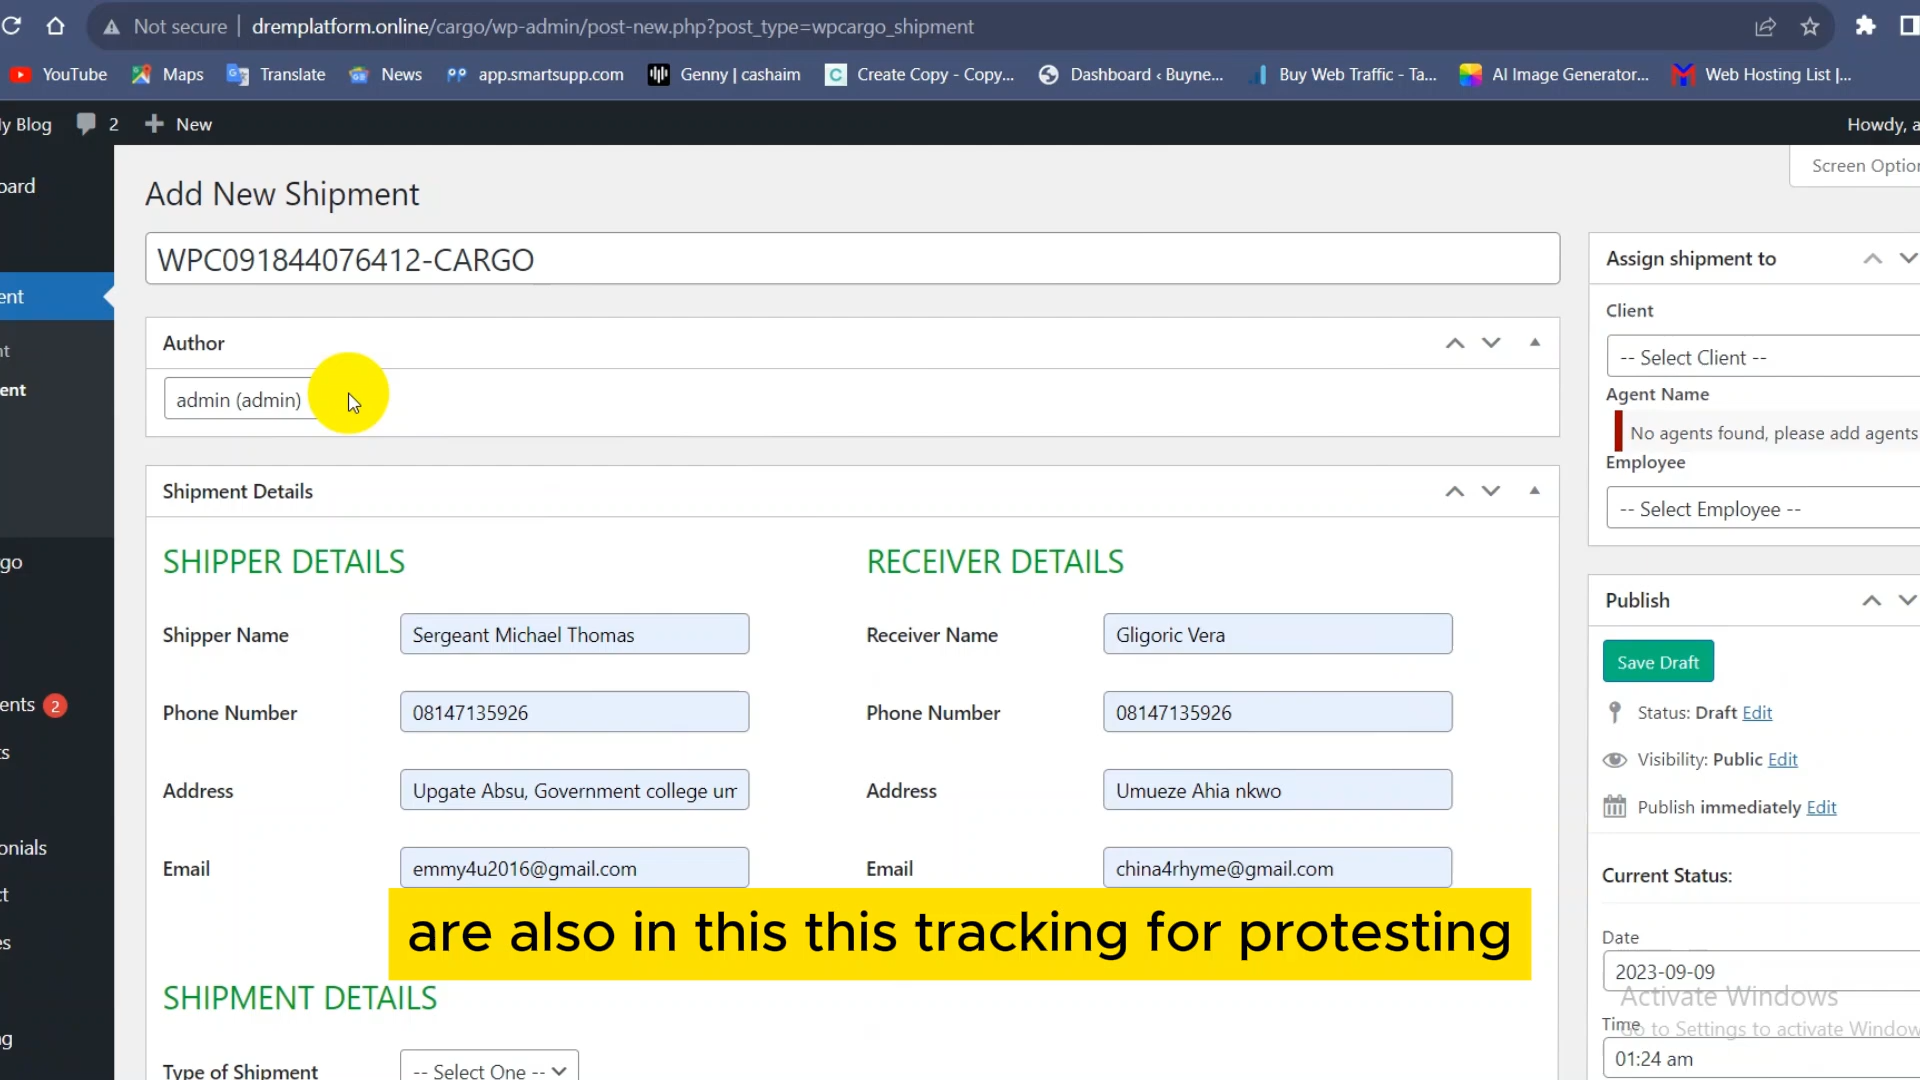 Not secure
dremplatform.online/cargo/wp-admin/post-new.php?post_type=wpcargo_shipment
YouTube
Maps
Translate
News
app.smartsupp.com
Genny | cashaim
Create Copy - Copy...
Dashboard ‹ Buyne...
Buy Web Traffic - Ta...
AI Image Generator...
Web Hosting List |...
y Blog
2
New
Howdy, a
Screen Option
oard
ent
nt
ent
go
ents 2
ts
onials
ct
es
g
Add New Shipment
WPC091844076412-CARGO
Author
admin (admin)
Shipment Details
SHIPPER DETAILS
Shipper Name
Sergeant Michael Thomas
Phone Number
08147135926
Address
Upgate Absu, Government college um
Email
emmy4u2016@gmail.com
RECEIVER DETAILS
Receiver Name
Gligoric Vera
Phone Number
08147135926
Address
Umueze Ahia nkwo
Email
china4rhyme@gmail.com
are also in this this tracking for protesting
SHIPMENT DETAILS
Type of Shipment
-- Select One --
Assign shipment to
Client
-- Select Client --
Agent Name
No agents found, please add agents
Employee
-- Select Employee --
Publish
Save Draft
Status: Draft Edit
Visibility: Public Edit
Publish immediately Edit
Current Status:
Date
2023-09-09
Activate Windows
Time
Go to Settings to activate Window
01:24 am